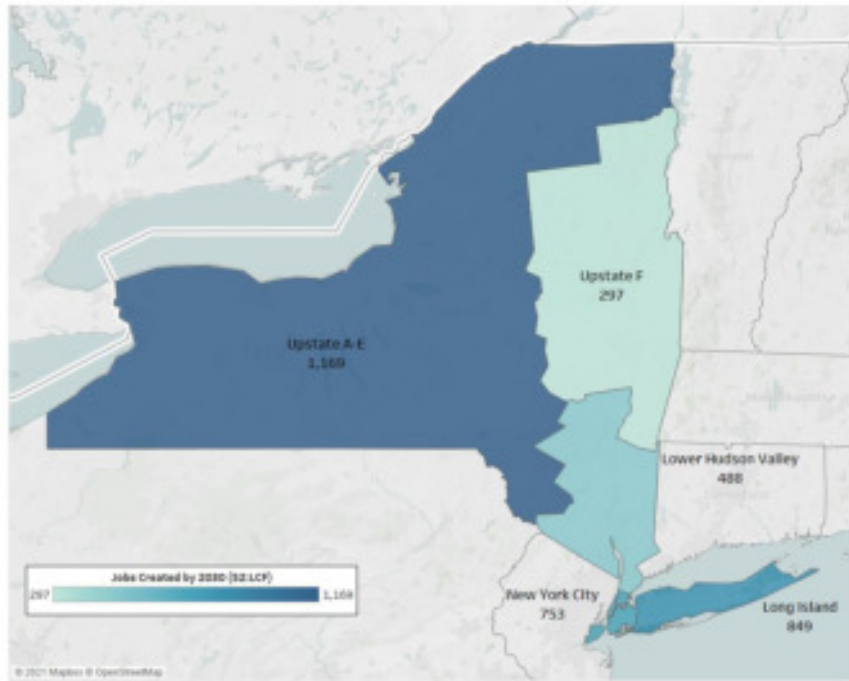 Upstate F
297
Upstate A-E
1,169
Lower Hudson Valley
488
Jobs Created by 2030 (S2:LCF)
297
1,169
New York City
753
Long Island
849
© 2021 Mapbox © OpenStreetMap